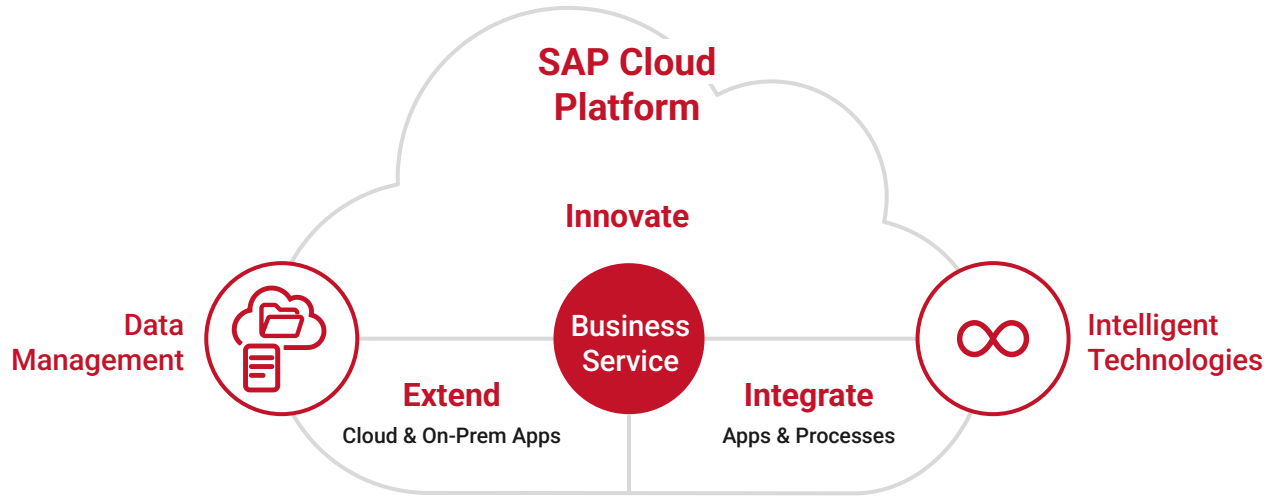 SAP Cloud
Platform
Innovate
Data
Management
Business
Service
Intelligent
Technologies
Extend
Cloud & On-Prem Apps
Integrate
Apps & Processes